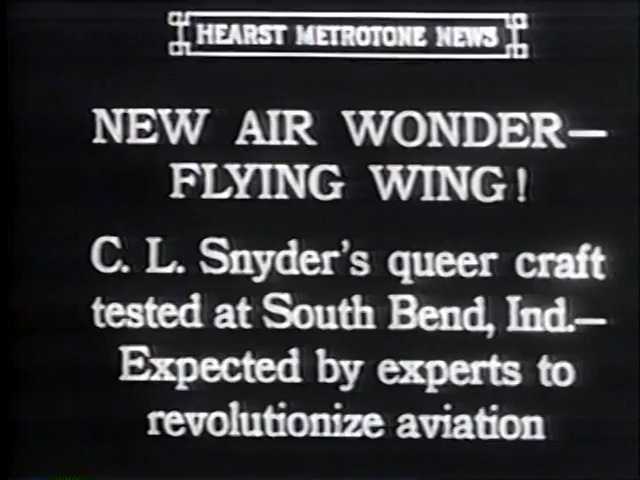 HEARST METROTONE NEWS
NEW AIR WONDER—
FLYING WING!
C. L. Snyder's queer craft
tested at South Bend, Ind.—
Expected by experts to
revolutionize aviation